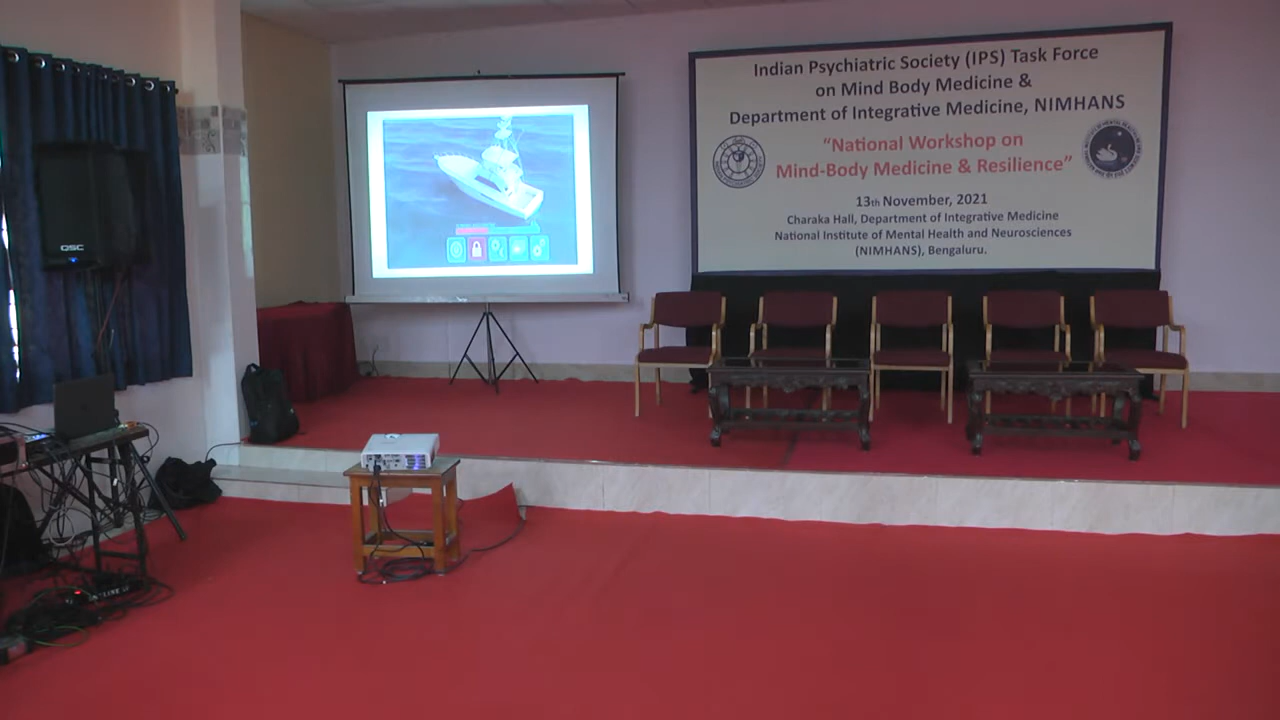 Indian Psychiatric Society (IPS) Task Force
on Mind Body Medicine &
Department of Integrative Medicine, NIMHANS
“National Workshop on
Mind-Body Medicine & Resilience”
13th November, 2021
Charaka Hall, Department of Integrative Medicine
National Institute of Mental Health and Neurosciences
(NIMHANS), Bengaluru.
QSC